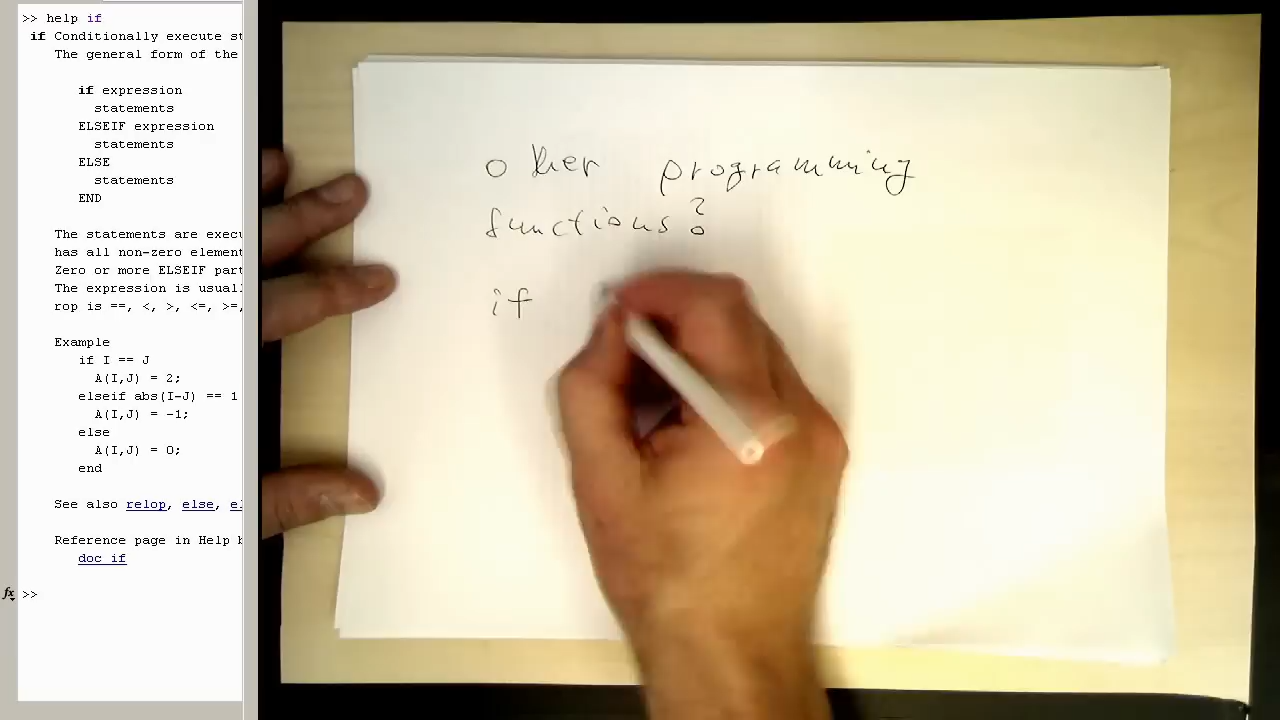 >> help if
if Conditionally execute st
The general form of the
if expression
statements
ELSEIF expression
statements
ELSE
statements
END
The statements are exec
has all non-zero element
Zero or more ELSEIF part
The expression is usual
rop is ==, <, >, <=, >=,
Example
if I == J
A(I,J) = 2;
elseif abs(I-J) == 1
A(I,J) = -1;
else
A(I,J) = 0;
end
See also relop, else, el
Reference page in Help b
doc if
fx >>
other programming
functions?
if